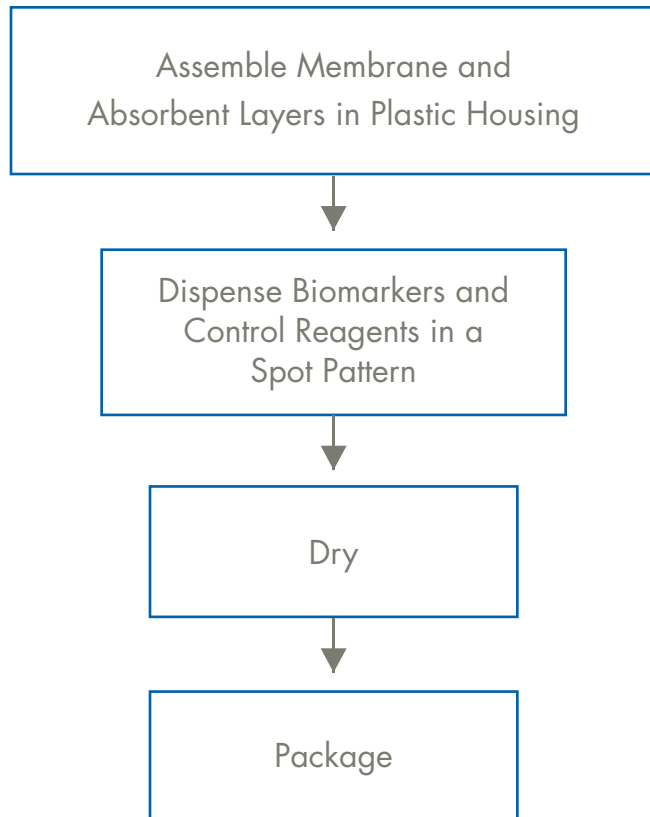 Assemble Membrane and
Absorbent Layers in Plastic Housing
Dispense Biomarkers and
Control Reagents in a
Spot Pattern
Dry
Package